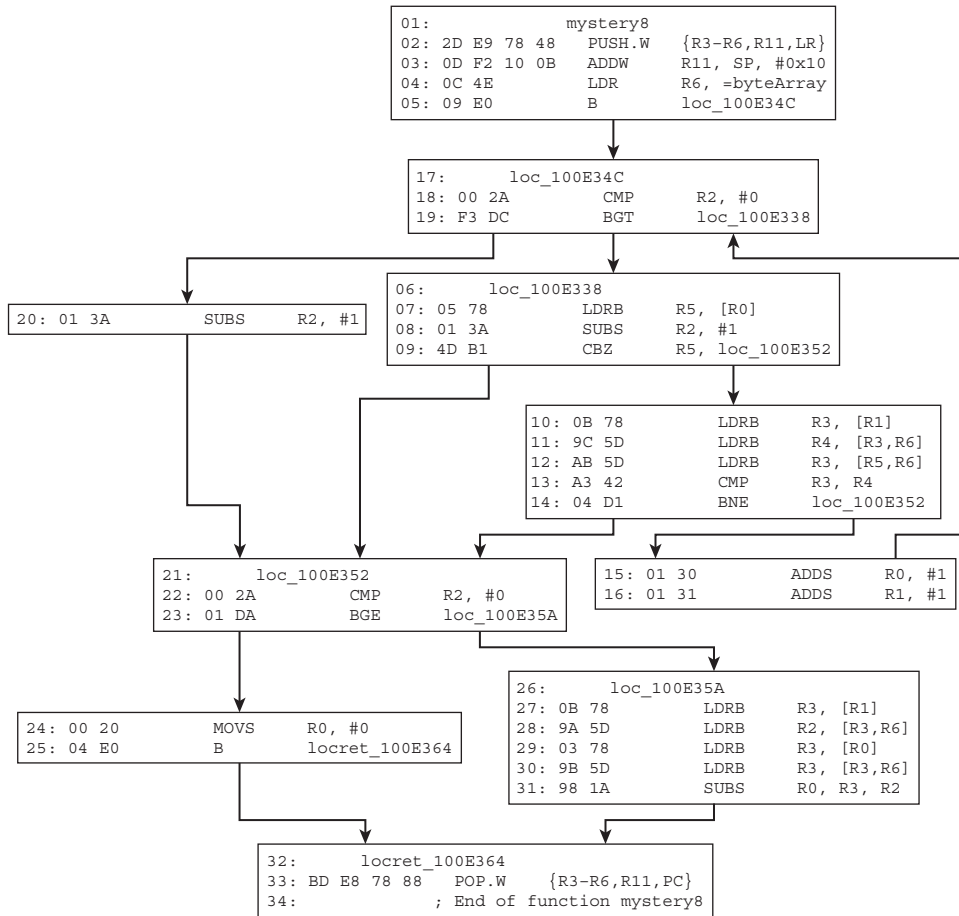 01: mystery8
02: 2D E9 78 48 PUSH.W {R3-R6,R11,LR}
03: 0D F2 10 0B ADDW R11, SP, #0x10
04: 0C 4E LDR R6, =byteArray
05: 09 E0 B loc_100E34C
17: loc_100E34C
18: 00 2A CMP R2, #0
19: F3 DC BGT loc_100E338
20: 01 3A SUBS R2, #1
06: loc_100E338
07: 05 78 LDRB R5, [R0]
08: 01 3A SUBS R2, #1
09: 4D B1 CBZ R5, loc_100E352
10: 0B 78 LDRB R3, [R1]
11: 9C 5D LDRB R4, [R3,R6]
12: AB 5D LDRB R3, [R5,R6]
13: A3 42 CMP R3, R4
14: 04 D1 BNE loc_100E352
15: 01 30 ADDS R0, #1
16: 01 31 ADDS R1, #1
21: loc_100E352
22: 00 2A CMP R2, #0
23: 01 DA BGE loc_100E35A
24: 00 20 MOVS R0, #0
25: 04 E0 B locret_100E364
26: loc_100E35A
27: 0B 78 LDRB R3, [R1]
28: 9A 5D LDRB R2, [R3,R6]
29: 03 78 LDRB R3, [R0]
30: 9B 5D LDRB R3, [R3,R6]
31: 98 1A SUBS R0, R3, R2
32: locret_100E364
33: BD E8 78 88 POP.W {R3-R6,R11,PC}
34: ; End of function mystery8